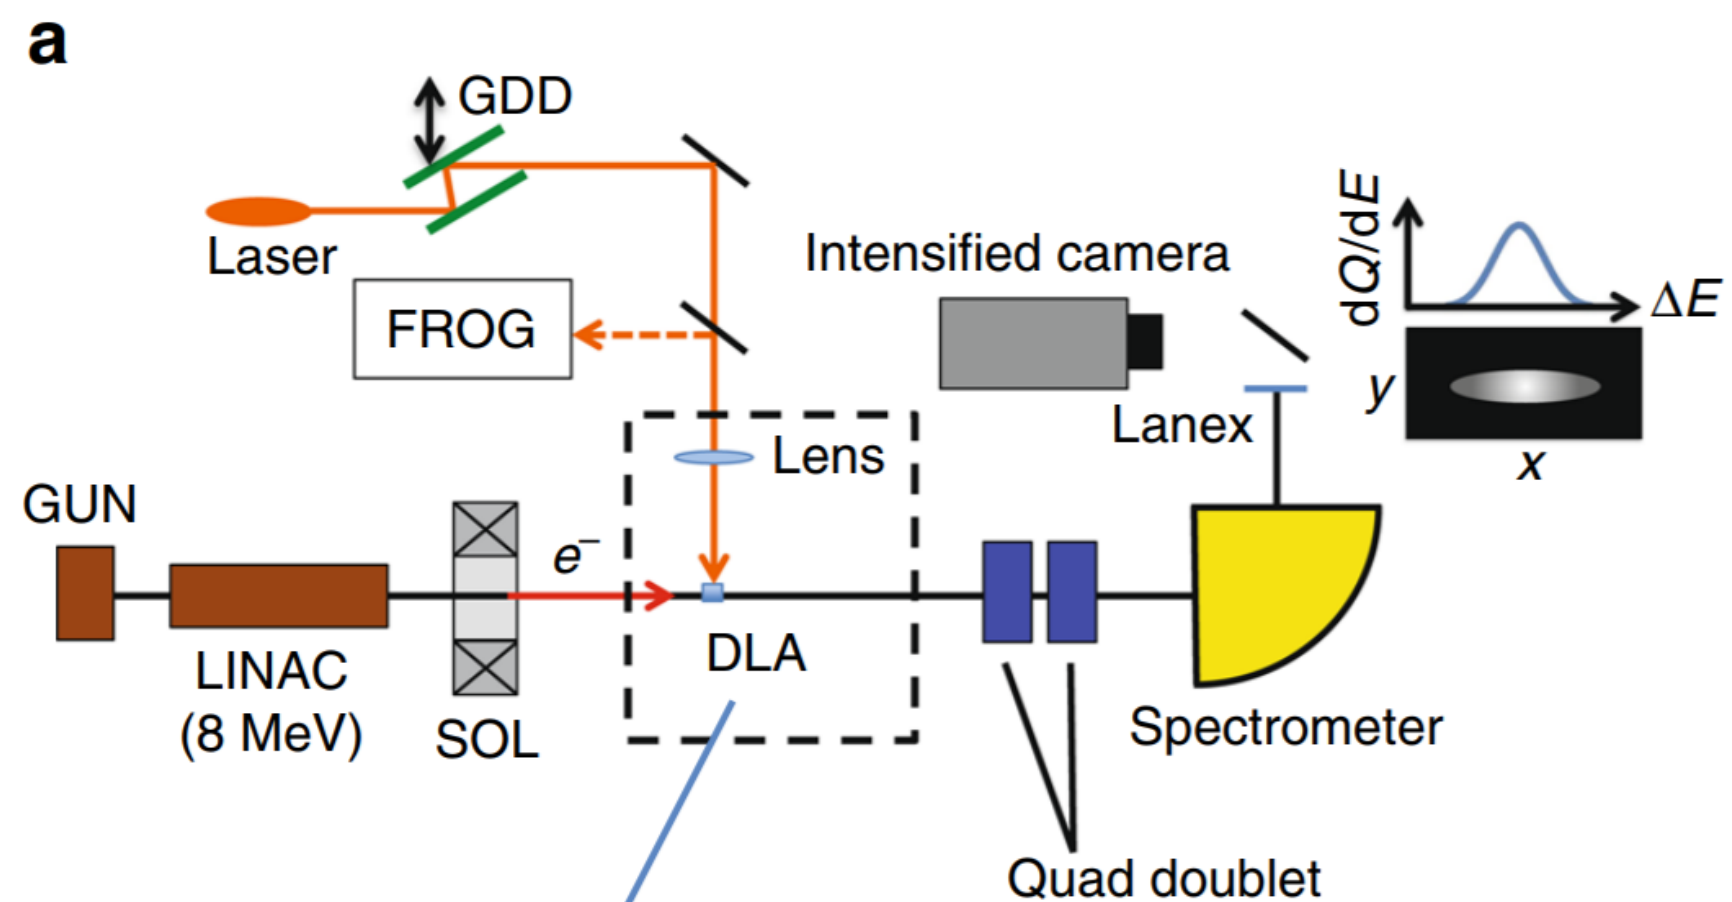 a
GDD
Laser
FROG
Intensified camera
dQ/dE
ΔE
y
x
Lanex
Lens
GUN
e−
LINAC
(8 MeV)
SOL
DLA
Spectrometer
Quad doublet